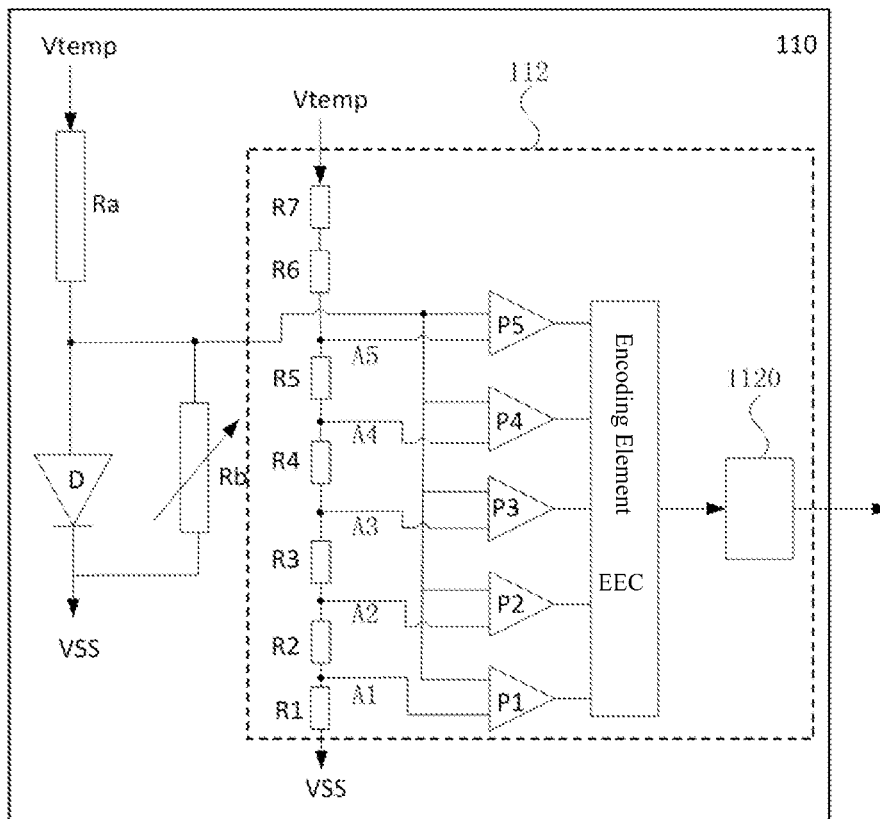 110
Vtemp
112
Vtemp
Ra
R7
R6
P5
A5
R5
Encoding Element
1120
P4
A4
D
Rb
R4
P3
A3
R3
EEC
P2
A2
VSS
R2
P1
A1
R1
VSS